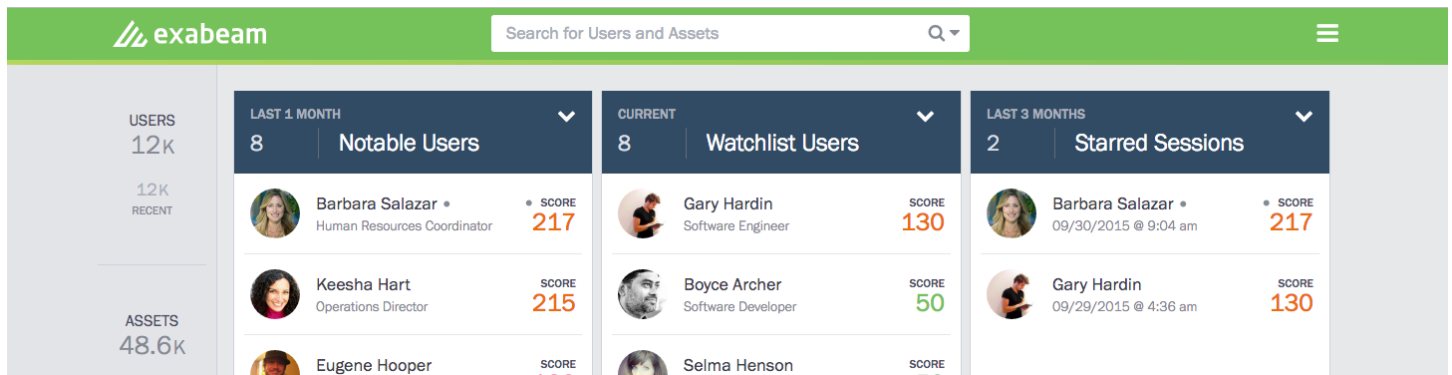 exabeam
Search for Users and Assets
USERS
12K
12K
RECENT
ASSETS
48.6K
LAST 1 MONTH
8 Notable Users
Barbara Salazar
Human Resources Coordinator
SCORE
217
Keesha Hart
Operations Director
SCORE
215
Eugene Hooper
SCORE
CURRENT
8 Watchlist Users
Gary Hardin
Software Engineer
SCORE
130
Boyce Archer
Software Developer
SCORE
50
Selma Henson
SCORE
LAST 3 MONTHS
2 Starred Sessions
Barbara Salazar
09/30/2015 @ 9:04 am
SCORE
217
Gary Hardin
09/29/2015 @ 4:36 am
SCORE
130